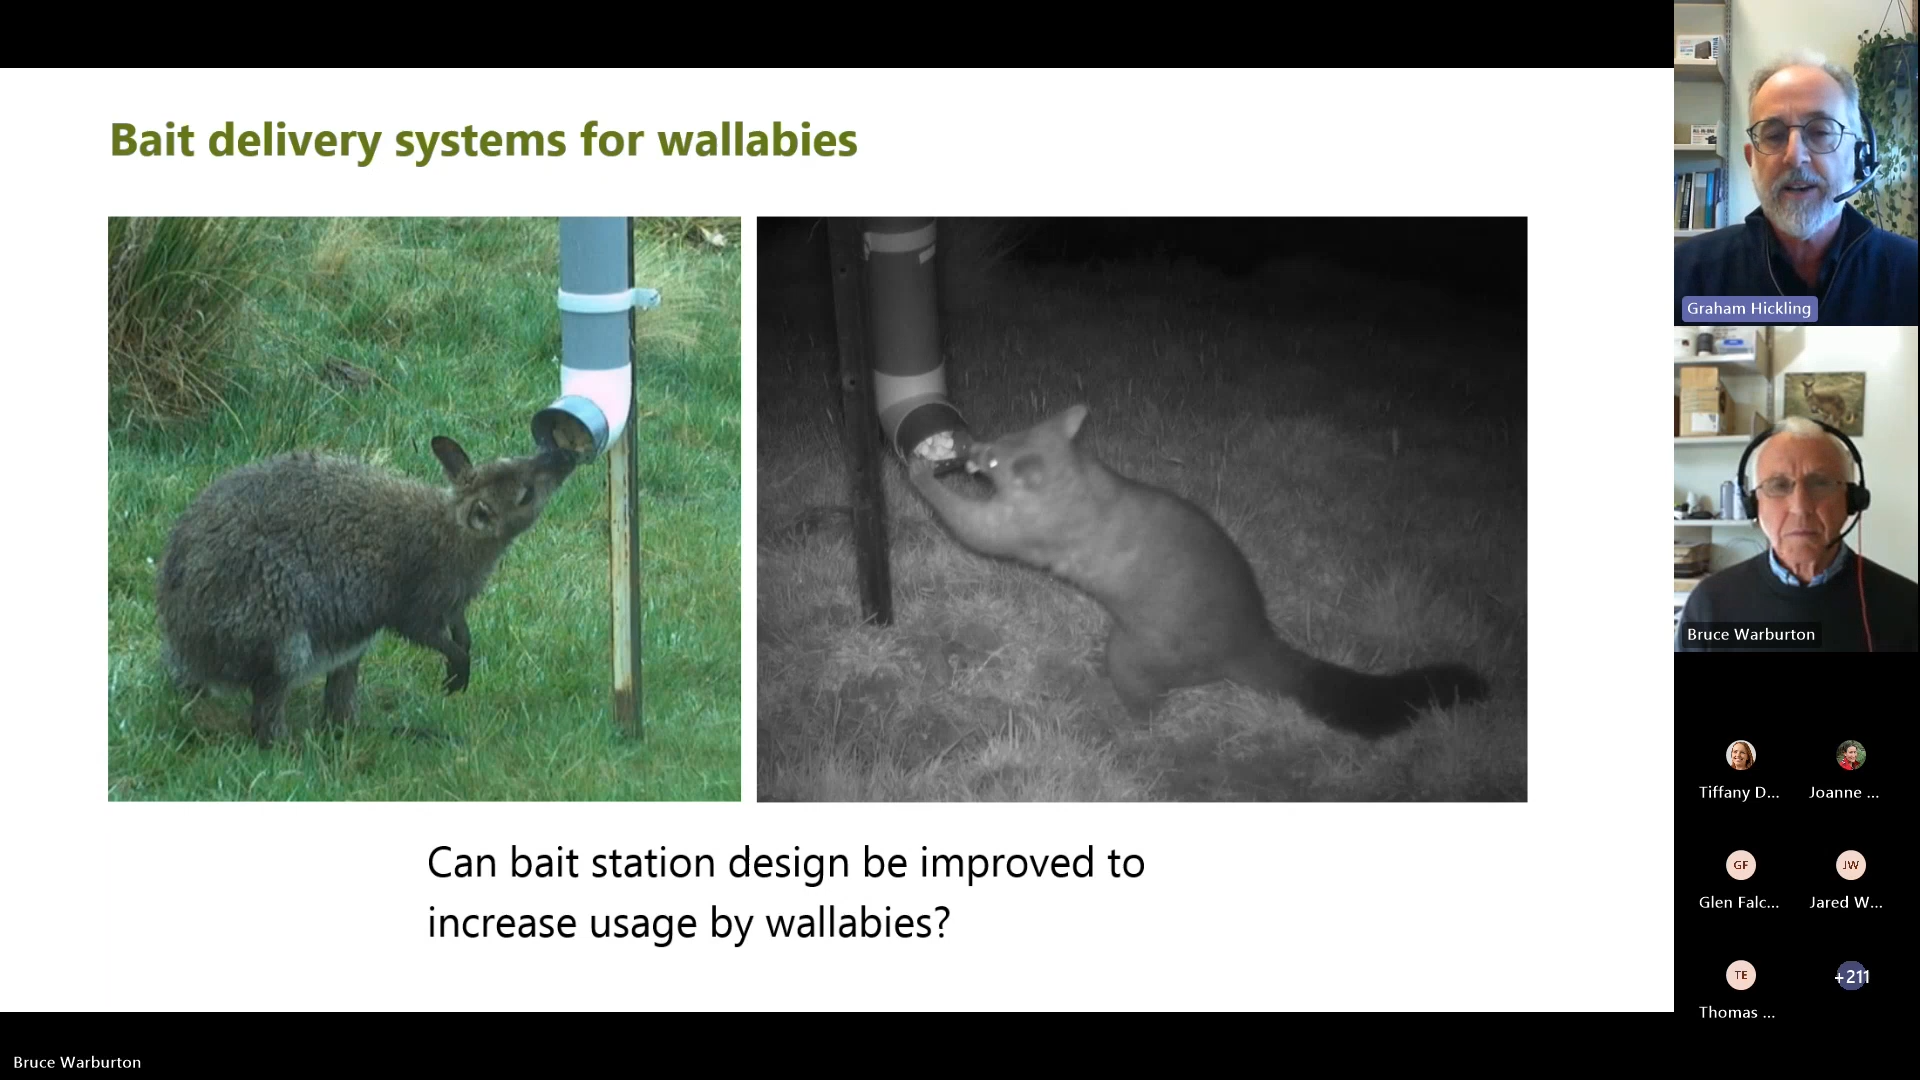 Bait delivery systems for wallabies
Can bait station design be improved to
increase usage by wallabies?
Graham Hickling
Bruce Warburton
Tiffany D...
Joanne ...
GF
JW
Glen Falc...
Jared W...
TE
+211
Thomas ...
Bruce Warburton